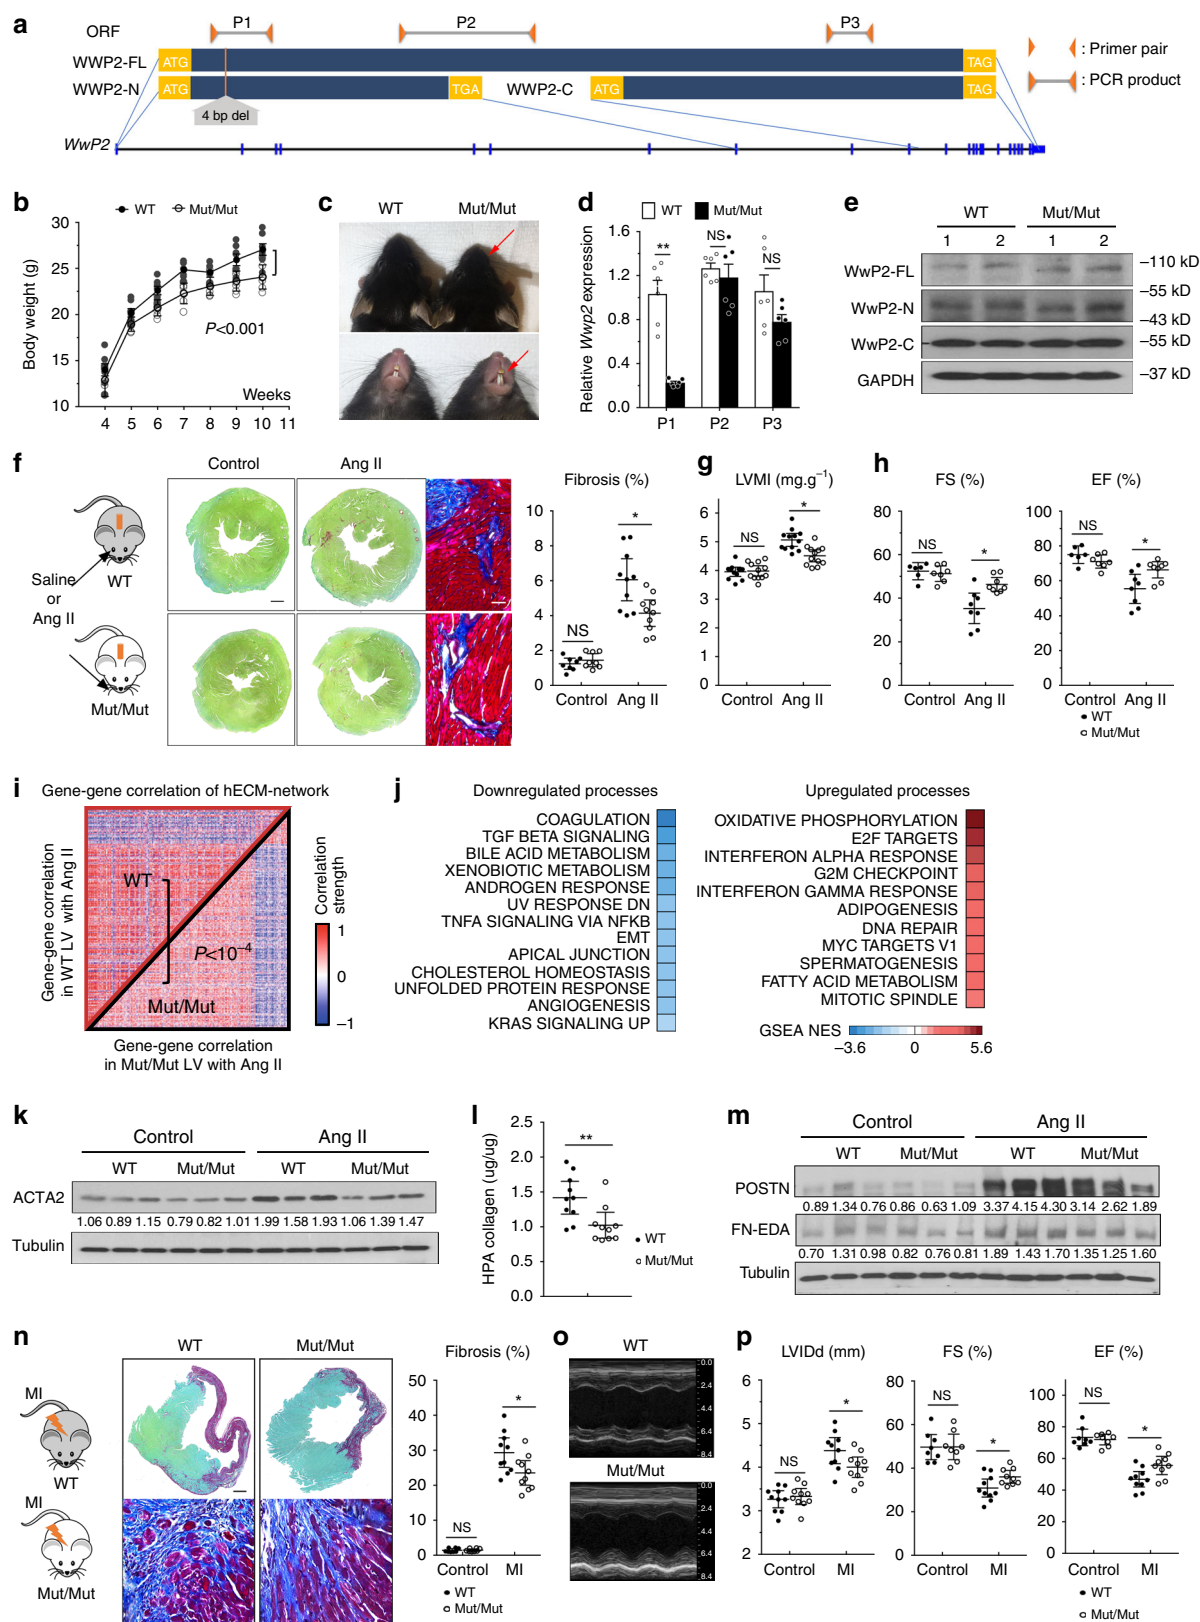 a
ORF
P1
P2
P3
WWP2-FL
ATG
TAG
: Primer pair
WWP2-N
ATG
TGA
WWP2-C
ATG
TAG
: PCR product
4 bp del
WwP2
b
WT
Mut/Mut
30
25
20
15
10
Body weight (g)
P<0.001
Weeks
4 5 6 7 8 9 10 11
c
WT
Mut/Mut
d
WT
Mut/Mut
Relative Wwp2 expression
1.6
1.2
0.8
0.4
0.0
**
NS
NS
P1 P2 P3
e
WT
Mut/Mut
1 2 1 2
WwP2-FL
–110 kD
–55 kD
WwP2-N
–43 kD
WwP2-C
–55 kD
GAPDH
–37 kD
f
Control
Ang II
Saline
or
Ang II
WT
Mut/Mut
Fibrosis (%)
10
8
6
4
2
0
NS
*
Control Ang II
g
LVMI (mg.g–1)
6
5
4
3
2
1
0
NS
*
Control Ang II
h
FS (%)
80
60
40
20
0
NS
*
Control Ang II
EF (%)
100
80
60
40
20
0
NS
*
Control Ang II
WT
Mut/Mut
i
Gene-gene correlation of hECM-network
Gene-gene correlation
in WT LV with Ang II
WT
P<10–4
Mut/Mut
Gene-gene correlation
in Mut/Mut LV with Ang II
Correlation
strength
1
0
–1
j
Downregulated processes
COAGULATION
TGF BETA SIGNALING
BILE ACID METABOLISM
XENOBIOTIC METABOLISM
ANDROGEN RESPONSE
UV RESPONSE DN
TNFA SIGNALING VIA NFKB
EMT
APICAL JUNCTION
CHOLESTEROL HOMEOSTASIS
UNFOLDED PROTEIN RESPONSE
ANGIOGENESIS
KRAS SIGNALING UP
Upregulated processes
OXIDATIVE PHOSPHORYLATION
E2F TARGETS
INTERFERON ALPHA RESPONSE
G2M CHECKPOINT
INTERFERON GAMMA RESPONSE
ADIPOGENESIS
DNA REPAIR
MYC TARGETS V1
SPERMATOGENESIS
FATTY ACID METABOLISM
MITOTIC SPINDLE
GSEA NES
–3.6 0 5.6
k
Control
Ang II
WT Mut/Mut WT Mut/Mut
ACTA2
1.06 0.89 1.15 0.79 0.82 1.01 1.99 1.58 1.93 1.06 1.39 1.47
Tubulin
l
HPA collagen (ug/ug)
2.5
2.0
1.5
1.0
0.5
0.0
**
WT
Mut/Mut
m
Control
Ang II
WT Mut/Mut WT Mut/Mut
POSTN
0.89 1.34 0.76 0.86 0.63 1.09 3.37 4.15 4.30 3.14 2.62 1.89
FN-EDA
0.70 1.31 0.98 0.82 0.76 0.81 1.89 1.43 1.70 1.35 1.25 1.60
Tubulin
n
WT
Mut/Mut
MI
WT
MI
Mut/Mut
Fibrosis (%)
50
40
30
20
10
0
NS
*
Control MI
WT
Mut/Mut
o
WT
0.0
2.4
4.4
6.4
8.4
Mut/Mut
0.0
2.4
4.4
6.4
8.4
p
LVIDd (mm)
6
5
4
3
2
NS
*
Control MI
FS (%)
80
60
40
20
0
NS
*
Control MI
EF (%)
100
80
60
40
20
0
NS
*
Control MI
WT
Mut/Mut